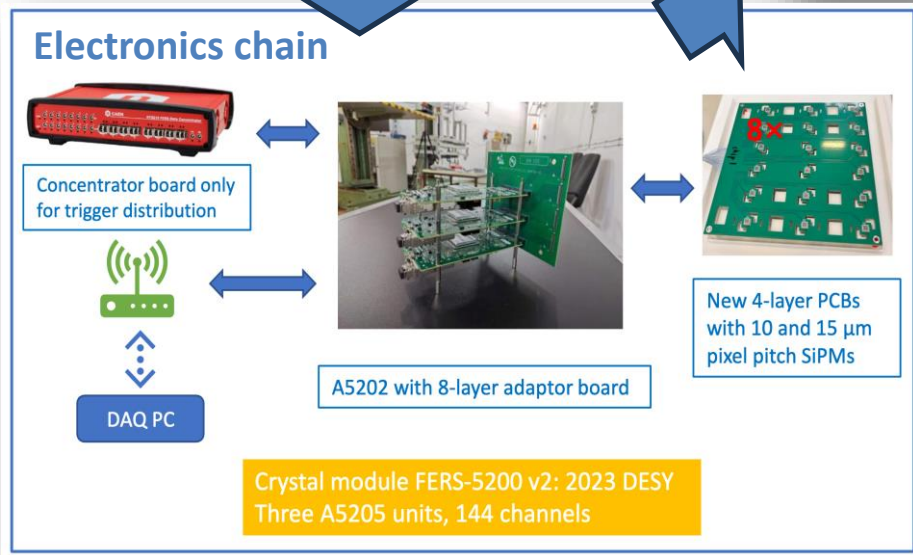 Electronics chain
8×
Concentrator board only
for trigger distribution
New 4-layer PCBs
with 10 and 15 µm
pixel pitch SiPMs
A5202 with 8-layer adaptor board
DAQ PC
Crystal module FERS-5200 v2: 2023 DESY
Three A5205 units, 144 channels